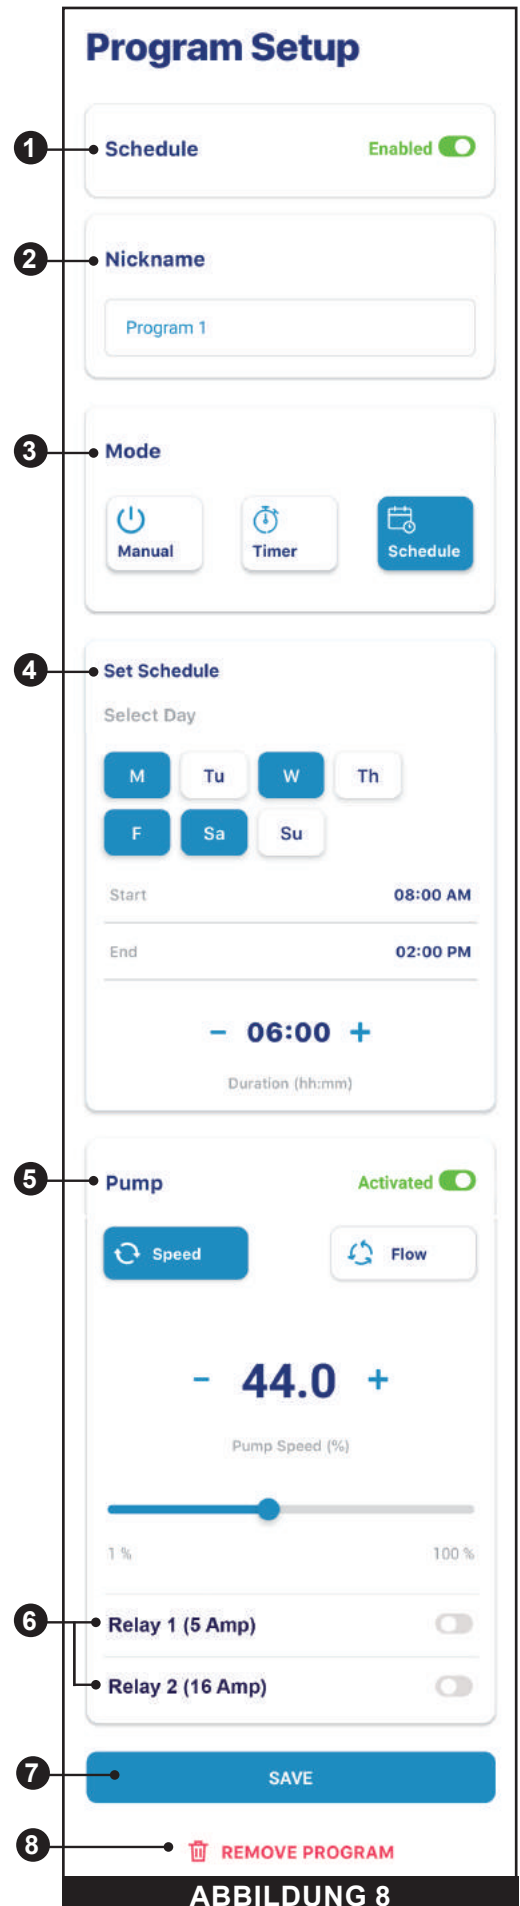 Program Setup
1 Schedule Enabled
2 Nickname
Program 1
3 Mode
Manual Timer Schedule
4 Set Schedule
Select Day
M Tu W Th
F Sa Su
Start 08:00 AM
End 02:00 PM
- 06:00 +
Duration (hh:mm)
5 Pump Activated
Speed Flow
- 44.0 +
Pump Speed (%)
1 % 100 %
6 Relay 1 (5 Amp)
Relay 2 (16 Amp)
7 SAVE
8 REMOVE PROGRAM
ABBILDUNG 8